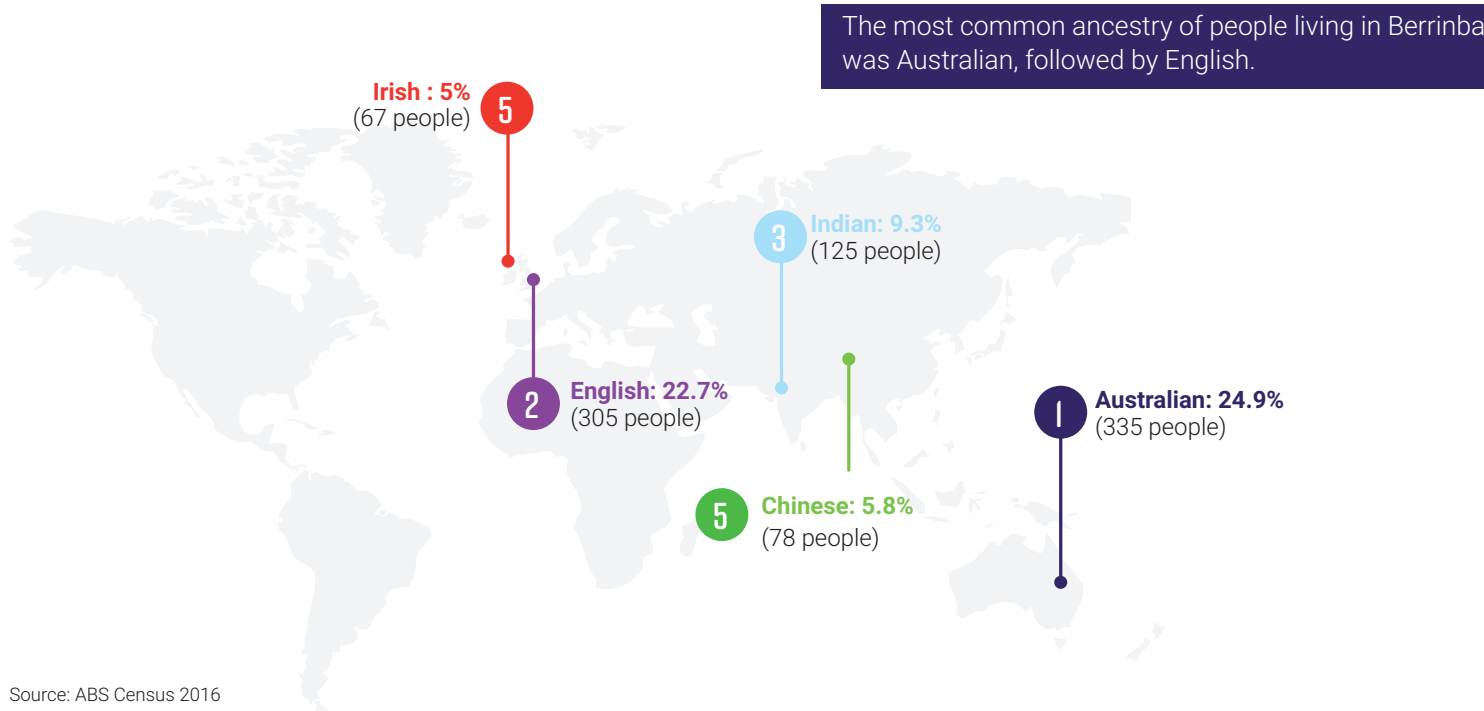 The most common ancestry of people living in Berrinba
was Australian, followed by English.
Irish : 5%
(67 people)
5
3
Indian: 9.3%
(125 people)
2
English: 22.7%
(305 people)
1
Australian: 24.9%
(335 people)
5
Chinese: 5.8%
(78 people)
Source: ABS Census 2016